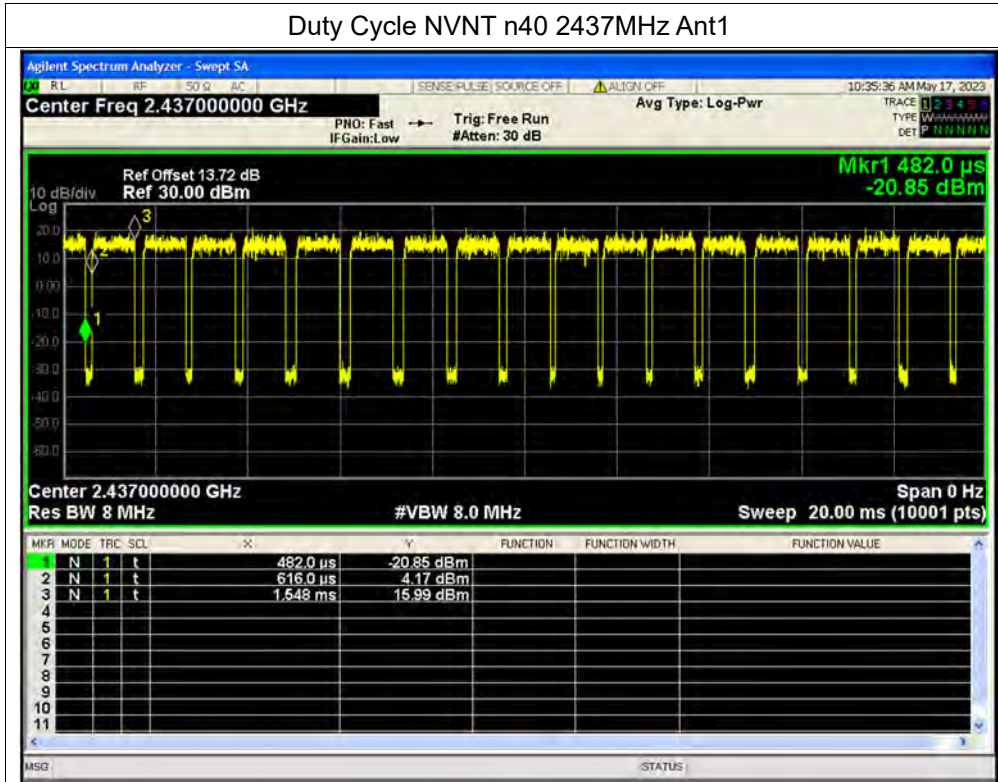 Duty Cycle NVNT n40 2437MHz Ant1
Agilent Spectrum Analyzer - Swept SA
RL RF 50 Ω AC SENSE:PULSE SOURCE OFF ALIGN OFF 10:35:36 AM May 17, 2023
Center Freq 2.437000000 GHz Avg Type: Log-Pwr TRACE 1 2 3 4 5 6
PNO: Fast Trig: Free Run TYPE W
IFGain:Low #Atten: 30 dB DET P N N N N N
Mkr1 482.0 µs
Ref Offset 13.72 dB
10 dB/div Ref 30.00 dBm -20.85 dBm
Log
3
20.0
2
10.0
0.00
-10.0
1
-20.0
-30.0
-40.0
-50.0
-60.0
Center 2.437000000 GHz Span 0 Hz
Res BW 8 MHz #VBW 8.0 MHz Sweep 20.00 ms (10001 pts)
MKR MODE TRC SCL X Y FUNCTION FUNCTION WIDTH FUNCTION VALUE
1 N 1 t 482.0 µs -20.85 dBm
2 N 1 t 616.0 µs 4.17 dBm
3 N 1 t 1.548 ms 15.99 dBm
4
5
6
7
8
9
10
11
MSG STATUS